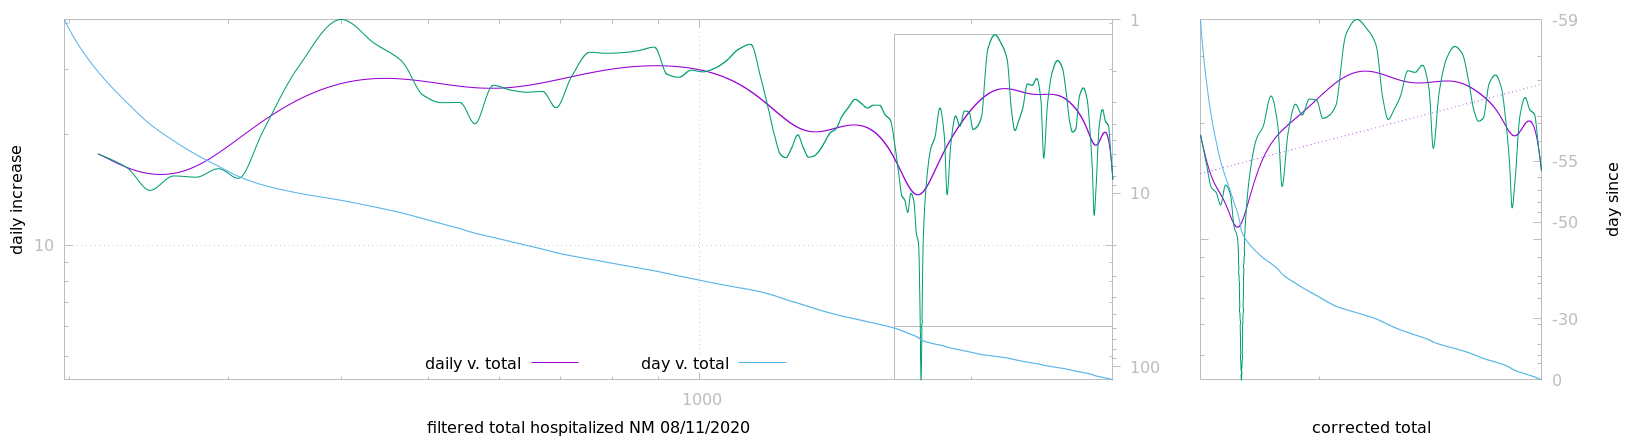 daily increase
10
1000
filtered total hospitalized NM 08/11/2020
daily v. total
day v. total
1
10
100
corrected total
-59
-55
-50
-30
0
day since